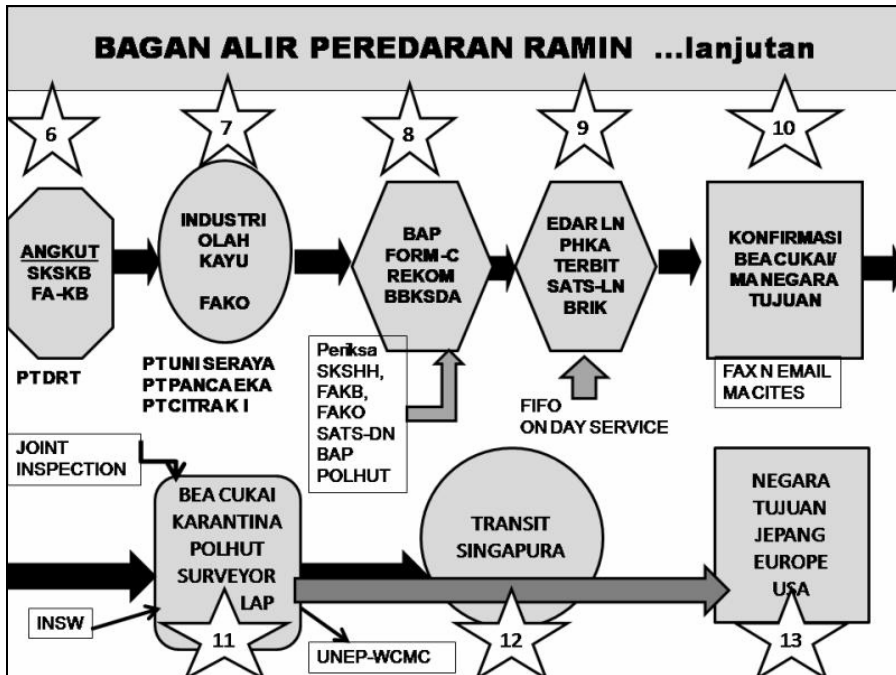 BAGAN ALIR PEREDARAN RAMIN ...lanjutan
6
7
8
9
10
ANGKUT
SKSKB
FA-KB
INDUSTRI
OLAH
KAYU
FAKO
BAP
FORM-C
REKOM
BBKSDA
EDAR LN
PHKA
TERBIT
SATS-LN
BRIK
KONFIRMASI
BEA CUKAI/
MA NEGARA
TUJUAN
PT DRT
PT UNI SERAYA
PT PANCA EKA
PT CITRA K I
Periksa
SKSHH,
FAKB,
FAKO
SATS-DN
BAP
POLHUT
FIFO
ON DAY SERVICE
FAX N EMAIL
MA CITES
JOINT
INSPECTION
BEA CUKAI
KARANTINA
POLHUT
SURVEYOR
LAP
TRANSIT
SINGAPURA
NEGARA
TUJUAN
JEPANG
EUROPE
USA
INSW
UNEP-WCMC
11
12
13